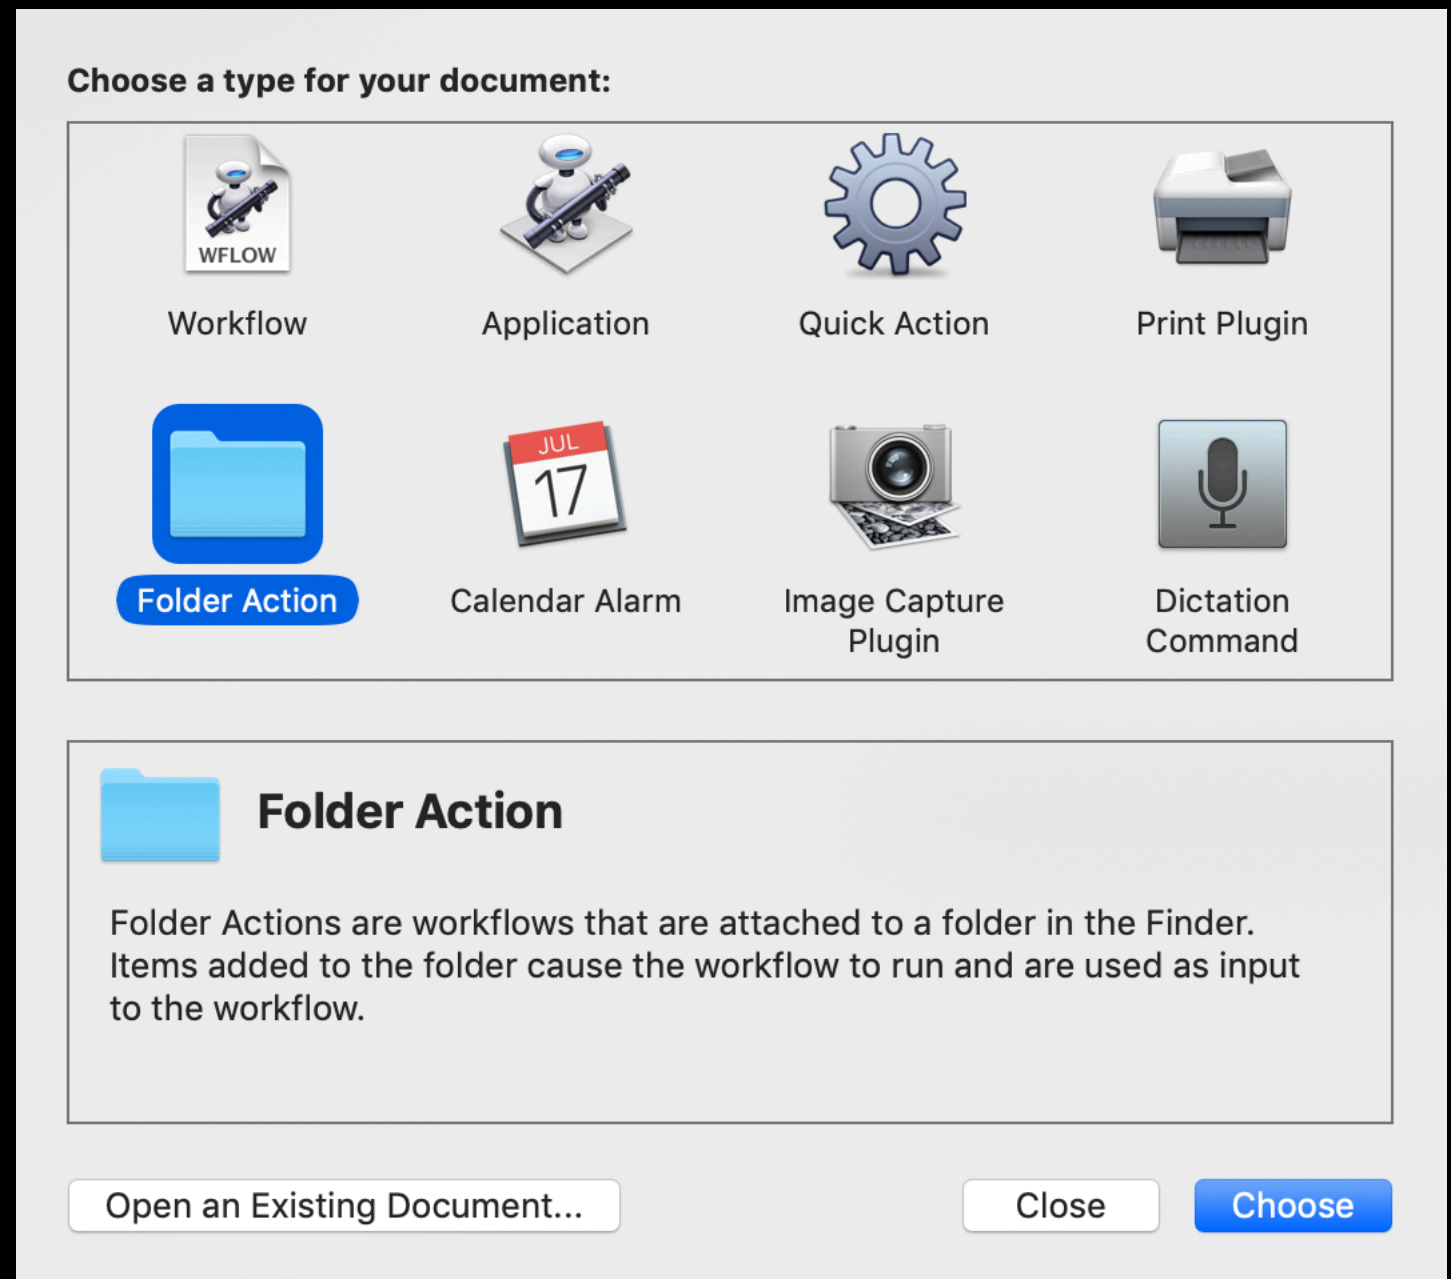 Choose a type for your document:
WFLOW
Workflow
Application
Quick Action
Print Plugin
JUL
17
Folder Action
Calendar Alarm
Image Capture
Plugin
Dictation
Command
Folder Action
Folder Actions are workflows that are attached to a folder in the Finder.
Items added to the folder cause the workflow to run and are used as input
to the workflow.
Open an Existing Document...
Close
Choose